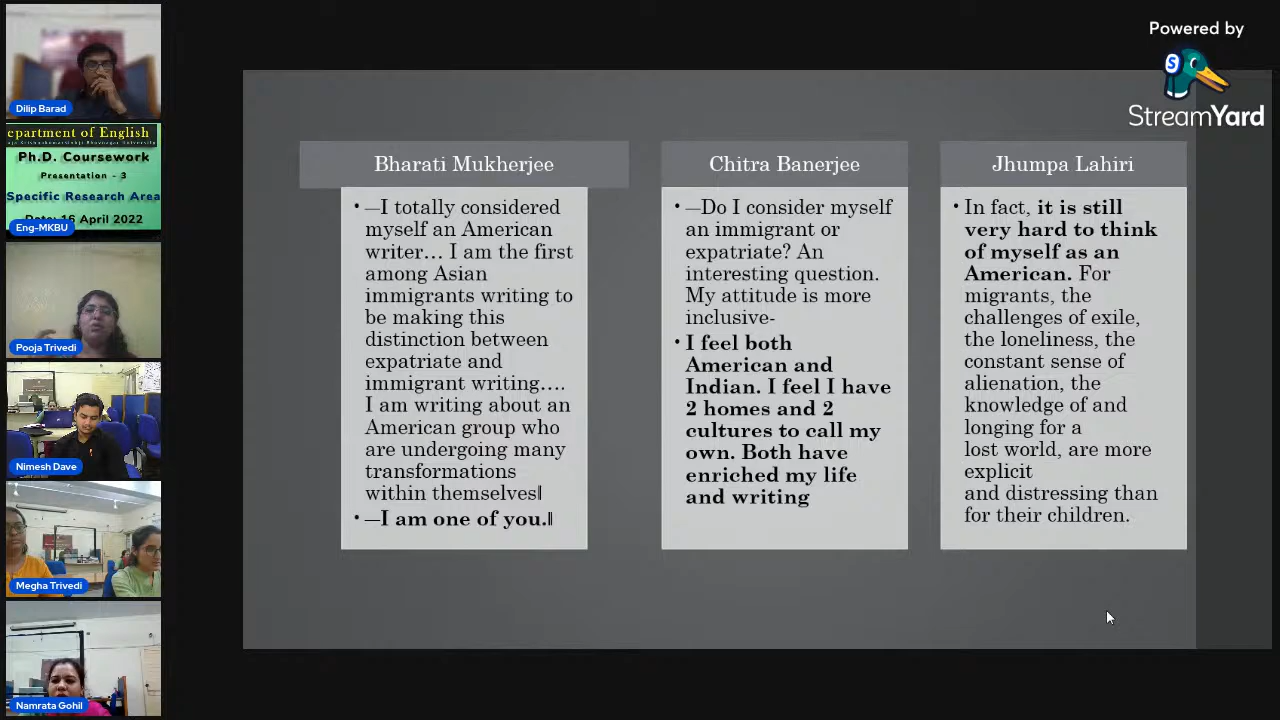 Powered by
StreamYard
Dilip Barad
epartment of English
Ph.D. Coursework
Presentation - 3
Specific Research Area
Date: 16 April 2022
Eng-MKBU
Pooja Trivedi
Nimesh Dave
Megha Trivedi
Namrata Gohil
Bharati Mukherjee
• ―I totally considered
myself an American
writer… I am the first
among Asian
immigrants writing to
be making this
distinction between
expatriate and
immigrant writing….
I am writing about an
American group who
are undergoing many
transformations
within themselves‖
• ―I am one of you.‖
Chitra Banerjee
• ―Do I consider myself
an immigrant or
expatriate? An
interesting question.
My attitude is more
inclusive-
• I feel both
American and
Indian. I feel I have
2 homes and 2
cultures to call my
own. Both have
enriched my life
and writing
Jhumpa Lahiri
• In fact, it is still
very hard to think
of myself as an
American. For
migrants, the
challenges of exile,
the loneliness, the
constant sense of
alienation, the
knowledge of and
longing for a
lost world, are more
explicit
and distressing than
for their children.